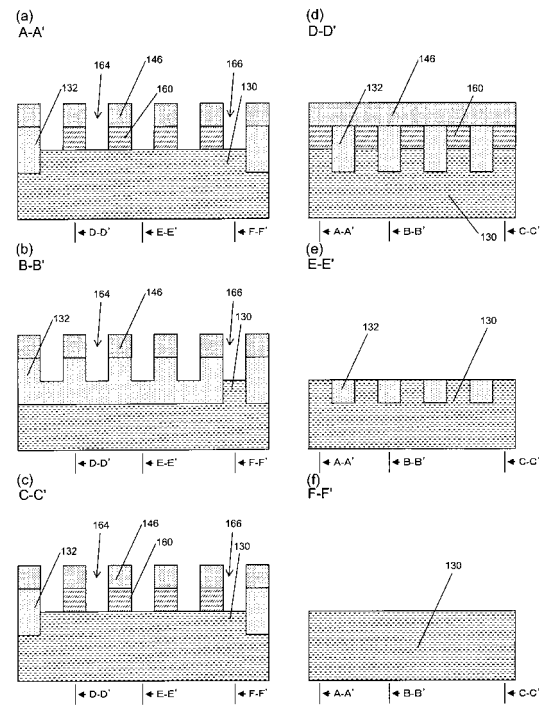 (a)
A-A'
164 146 166
132 160 130
D-D' E-E' F-F'
(b)
B-B'
164 146 166
132 130
D-D' E-E' F-F'
(c)
C-C'
164 146 166
132 160 130
D-D' E-E' F-F'
(d)
D-D'
132 146 160
A-A' B-B' 130 C-C'
(e)
E-E'
132 130
A-A' B-B' C-C'
(f)
F-F'
130
A-A' B-B' C-C'